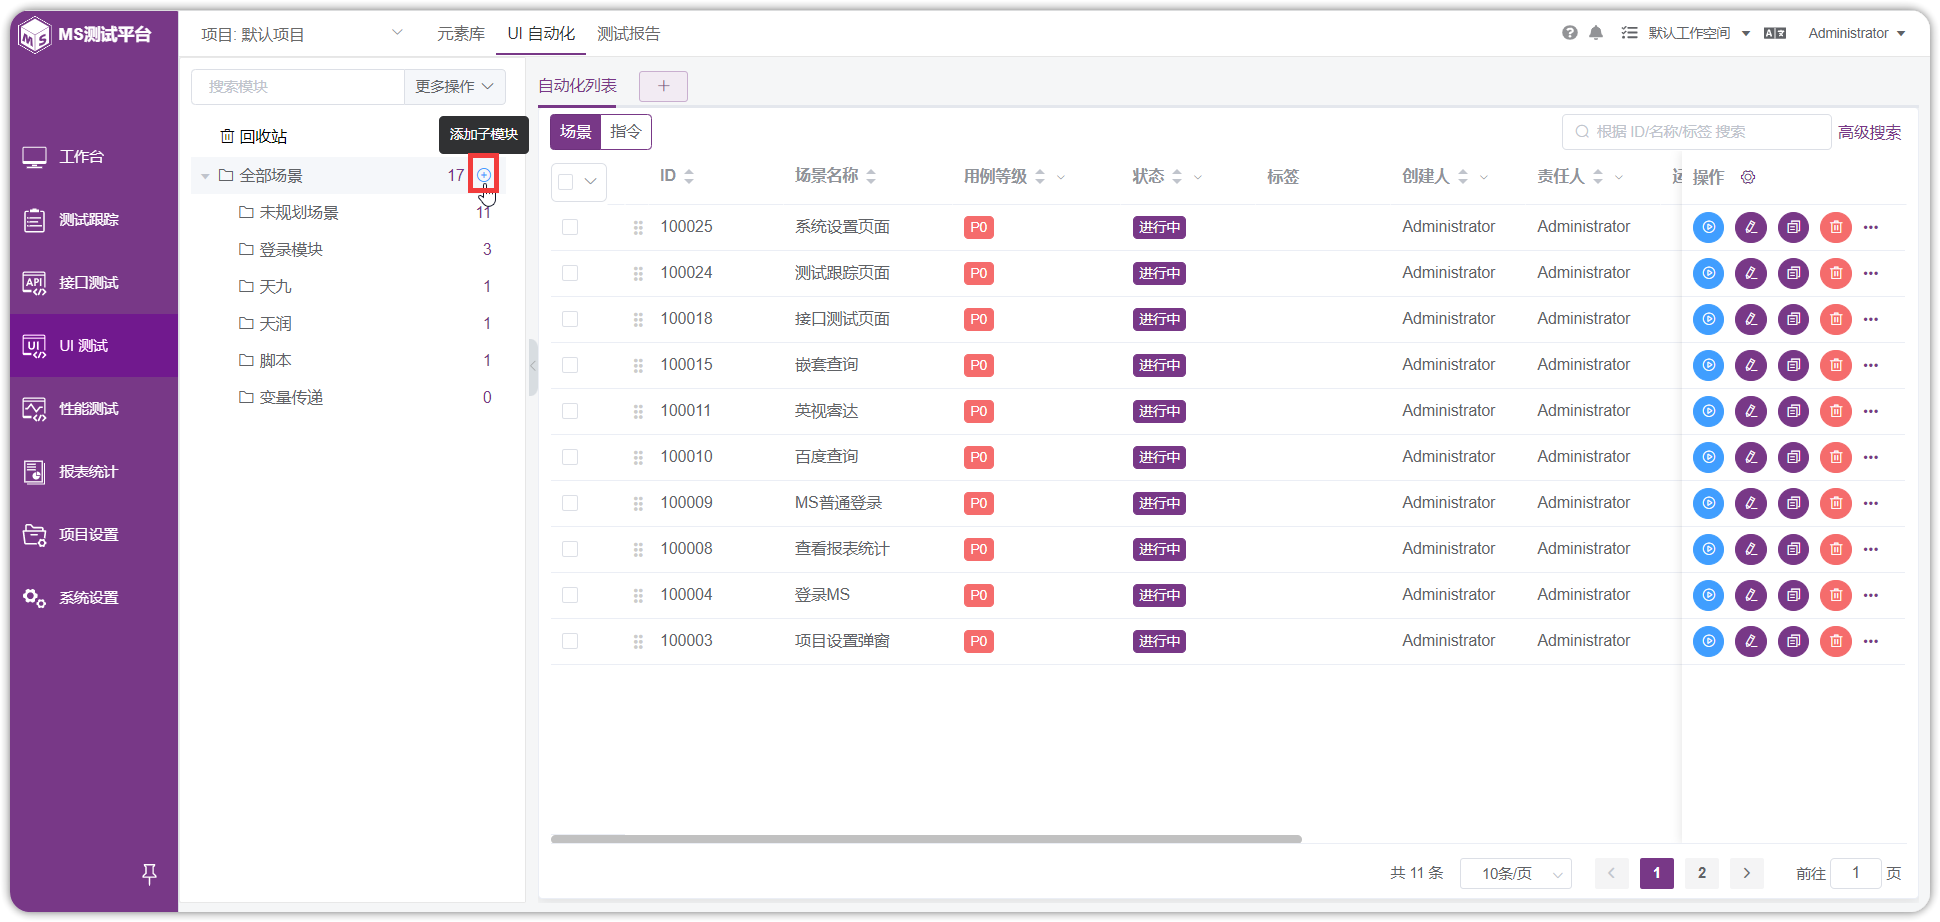 MS测试平台
项目: 默认项目
元素库
UI 自动化
测试报告
默认工作空间
Administrator
工作台
测试跟踪
接口测试
UI 测试
性能测试
报表统计
项目设置
系统设置
搜索模块
更多操作
添加子模块
回收站
全部场景 17
未规划场景 11
登录模块 3
天九 1
天润 1
脚本 1
变量传递 0
自动化列表
+
场景 指令
根据 ID/名称/标签 搜索
高级搜索
ID 场景名称 用例等级 状态 标签 创建人 责任人 操作
100025 系统设置页面 P0 进行中 Administrator Administrator
100024 测试跟踪页面 P0 进行中 Administrator Administrator
100018 接口测试页面 P0 进行中 Administrator Administrator
100015 嵌套查询 P0 进行中 Administrator Administrator
100011 英视睿达 P0 进行中 Administrator Administrator
100010 百度查询 P0 进行中 Administrator Administrator
100009 MS普通登录 P0 进行中 Administrator Administrator
100008 查看报表统计 P0 进行中 Administrator Administrator
100004 登录MS P0 进行中 Administrator Administrator
100003 项目设置弹窗 P0 进行中 Administrator Administrator
共 11 条 10条/页 1 2 前往 1 页